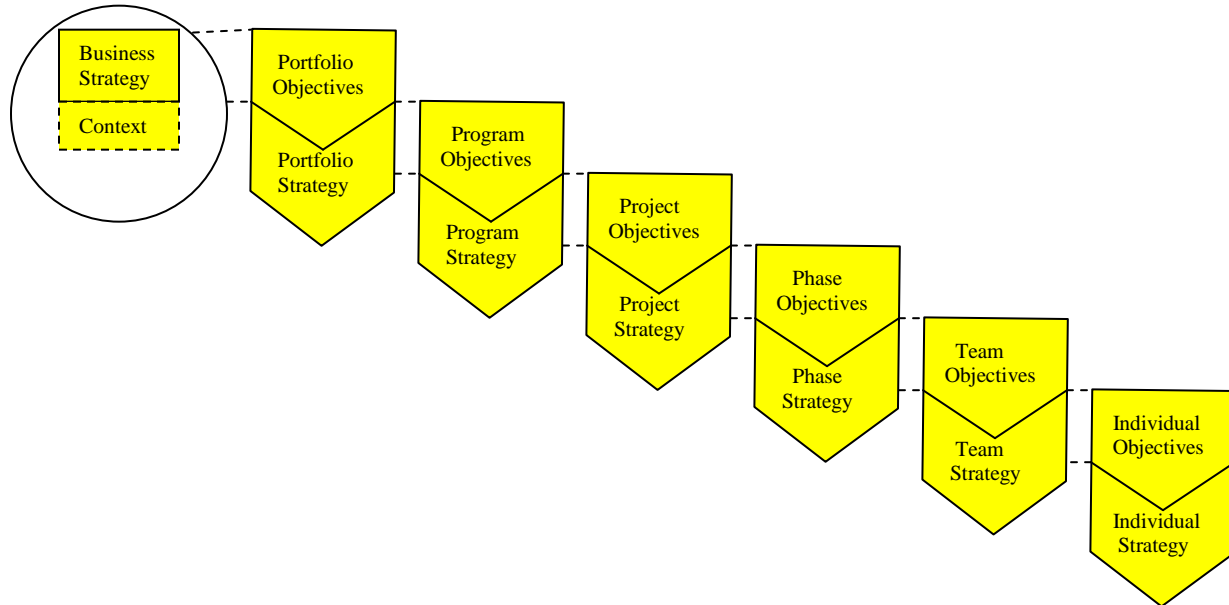 Business
Strategy
Context
Portfolio
Objectives
Portfolio
Strategy
Program
Objectives
Program
Strategy
Project
Objectives
Project
Strategy
Phase
Objectives
Phase
Strategy
Team
Objectives
Team
Strategy
Individual
Objectives
Individual
Strategy